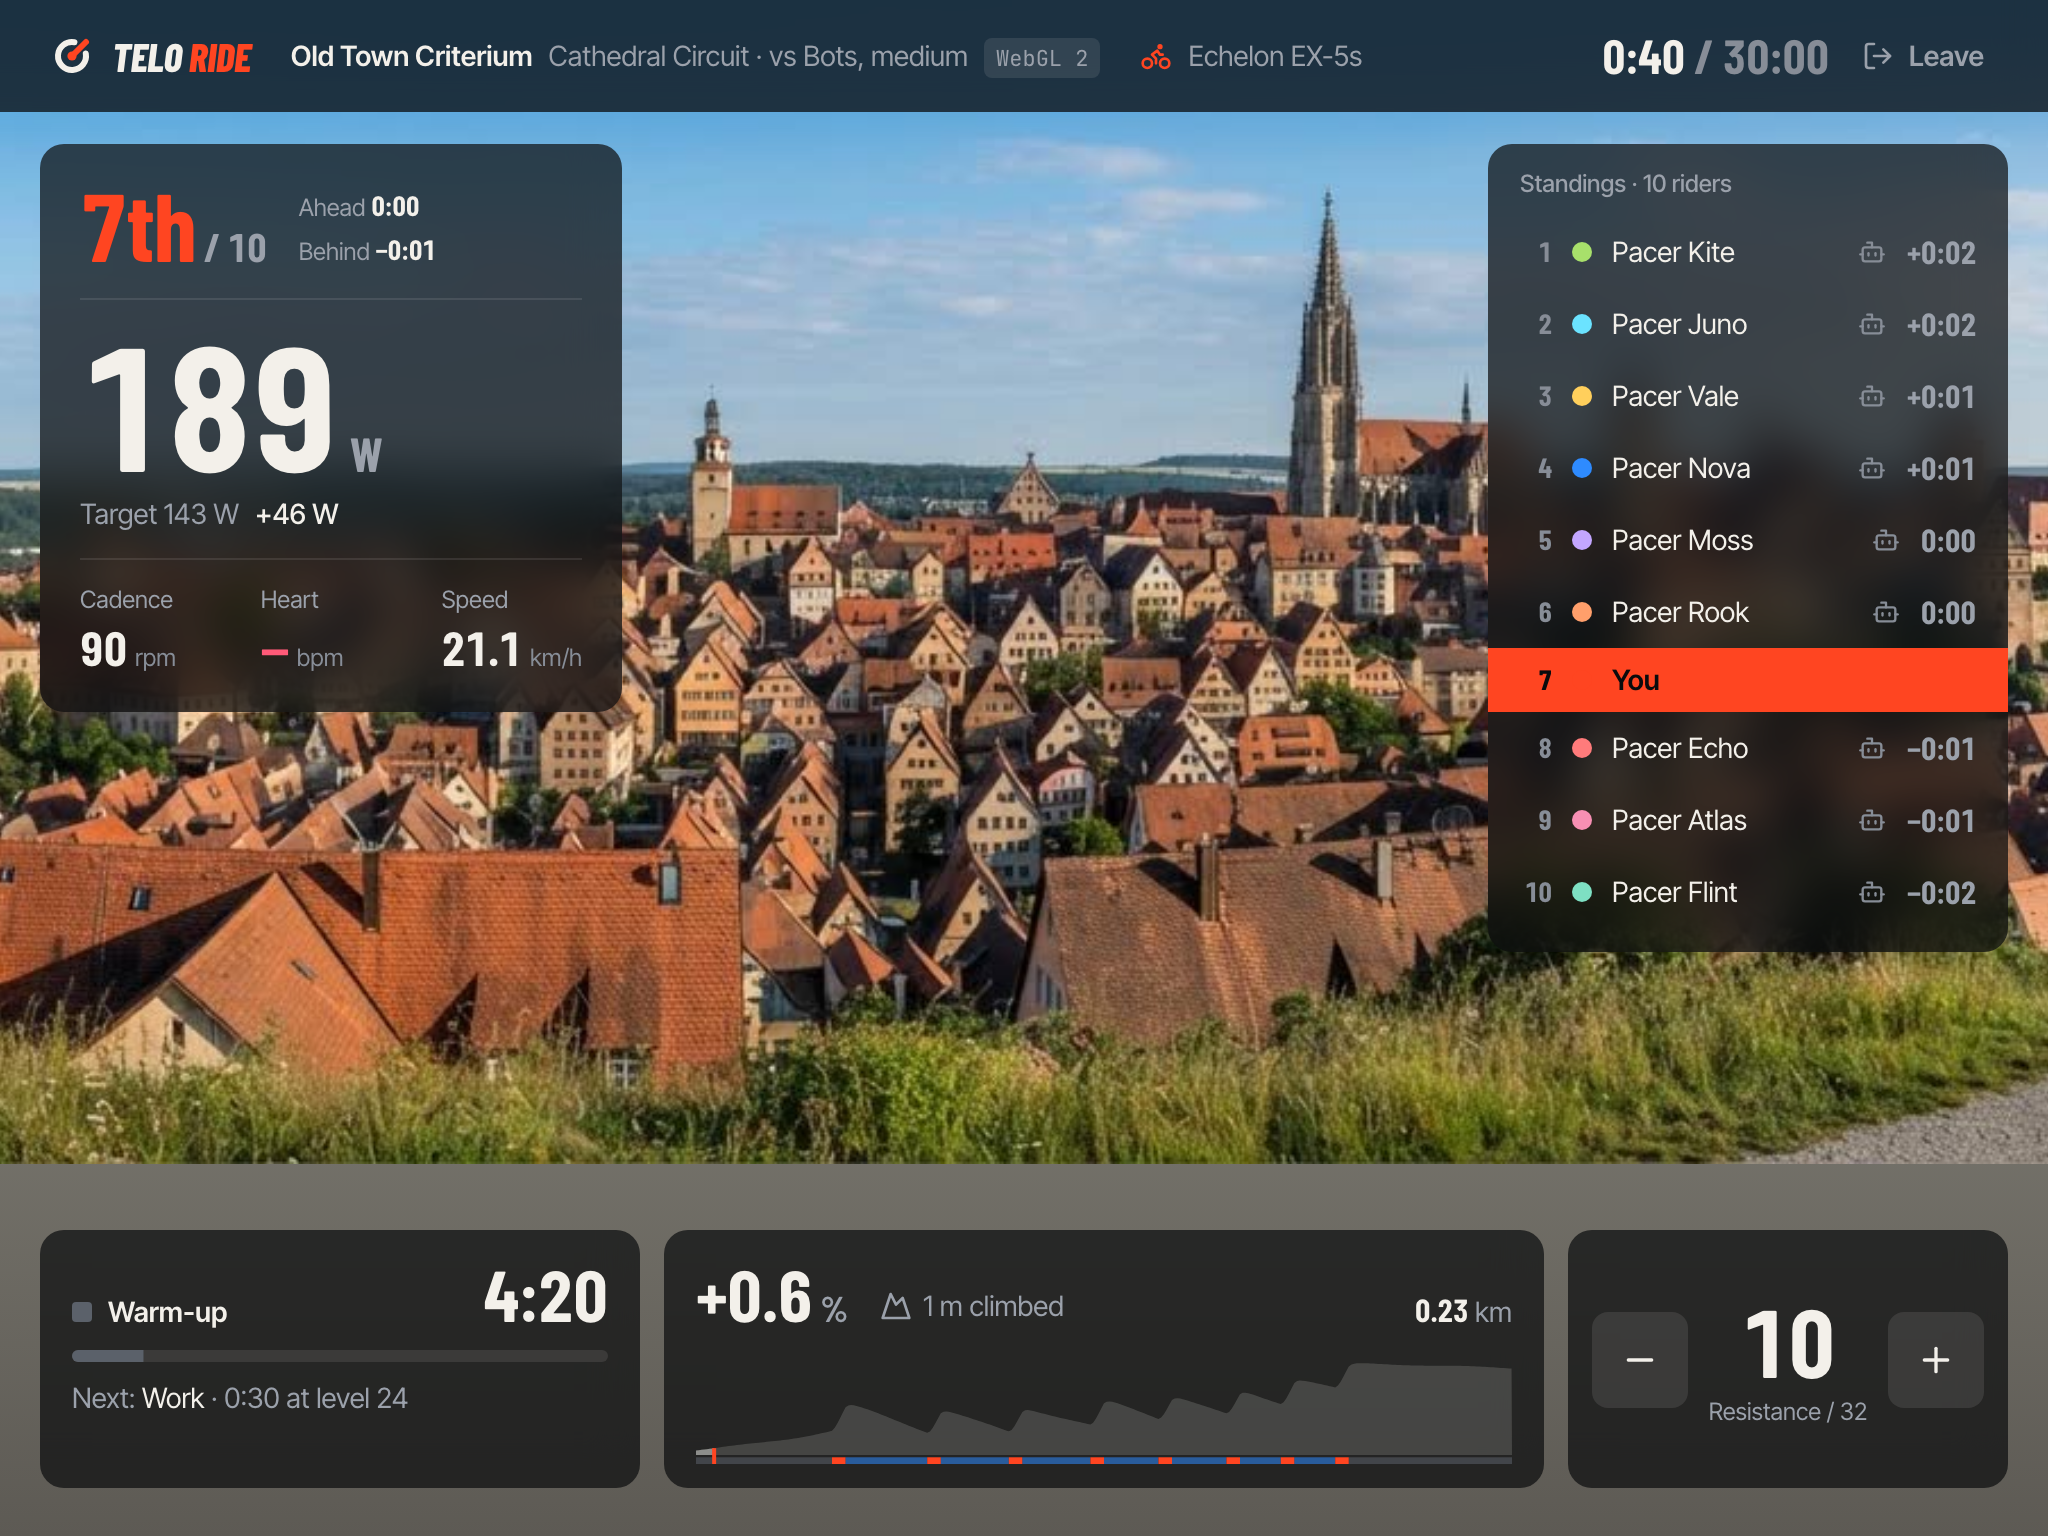 TELO RIDE Old Town Criterium Cathedral Circuit · vs Bots, medium WebGL 2 Echelon EX-5s 0:40 / 30:00 Leave
7th / 10
Ahead 0:00
Behind −0:01
189 W
Target 143 W +46 W
Cadence Heart Speed
90 rpm – bpm 21.1 km/h
Standings · 10 riders
1 Pacer Kite +0:02
2 Pacer Juno +0:02
3 Pacer Vale +0:01
4 Pacer Nova +0:01
5 Pacer Moss 0:00
6 Pacer Rook 0:00
7 You
8 Pacer Echo −0:01
9 Pacer Atlas −0:01
10 Pacer Flint −0:02
Warm-up 4:20
Next: Work · 0:30 at level 24
+0.6 % 1 m climbed 0.23 km
− 10 +
Resistance / 32